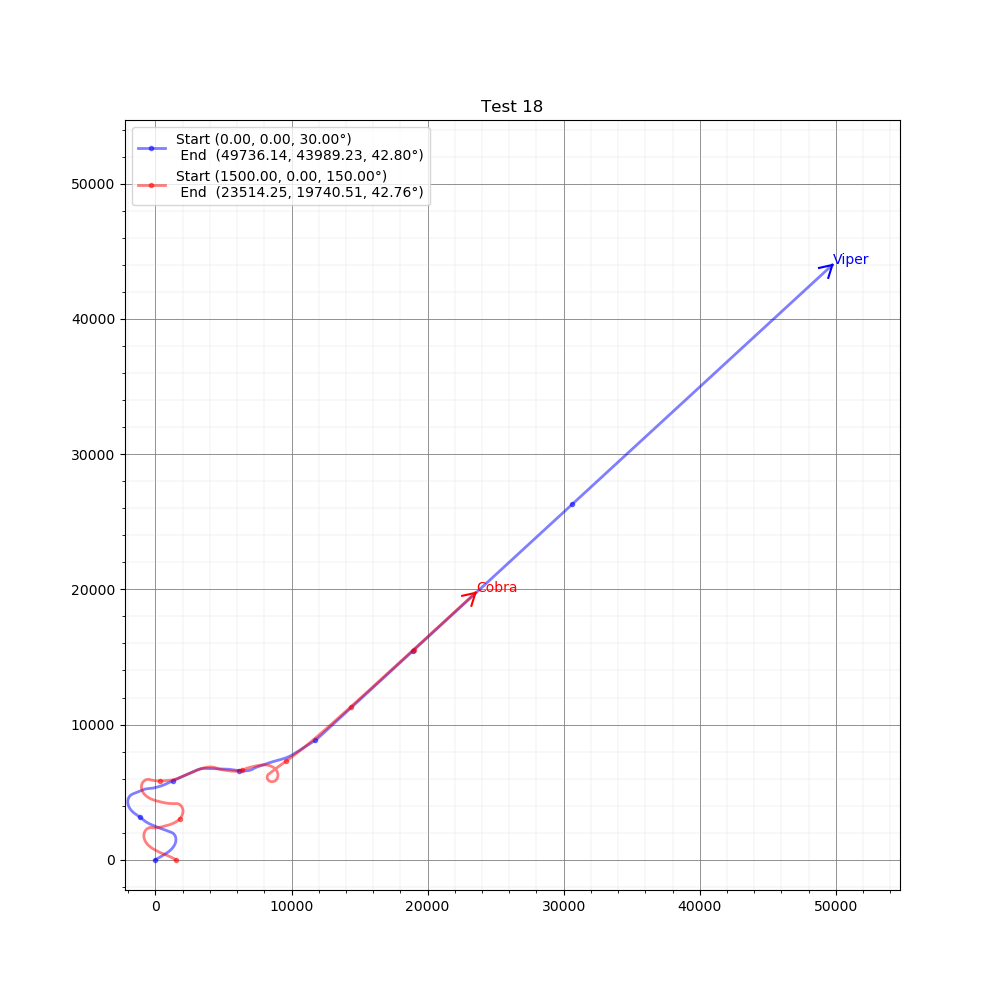 Test 18
Start (0.00, 0.00, 30.00°)
End (49736.14, 43989.23, 42.80°)
Start (1500.00, 0.00, 150.00°)
End (23514.25, 19740.51, 42.76°)
50000
40000
30000
20000
10000
0
Viper
Cobra
0
10000
20000
30000
40000
50000